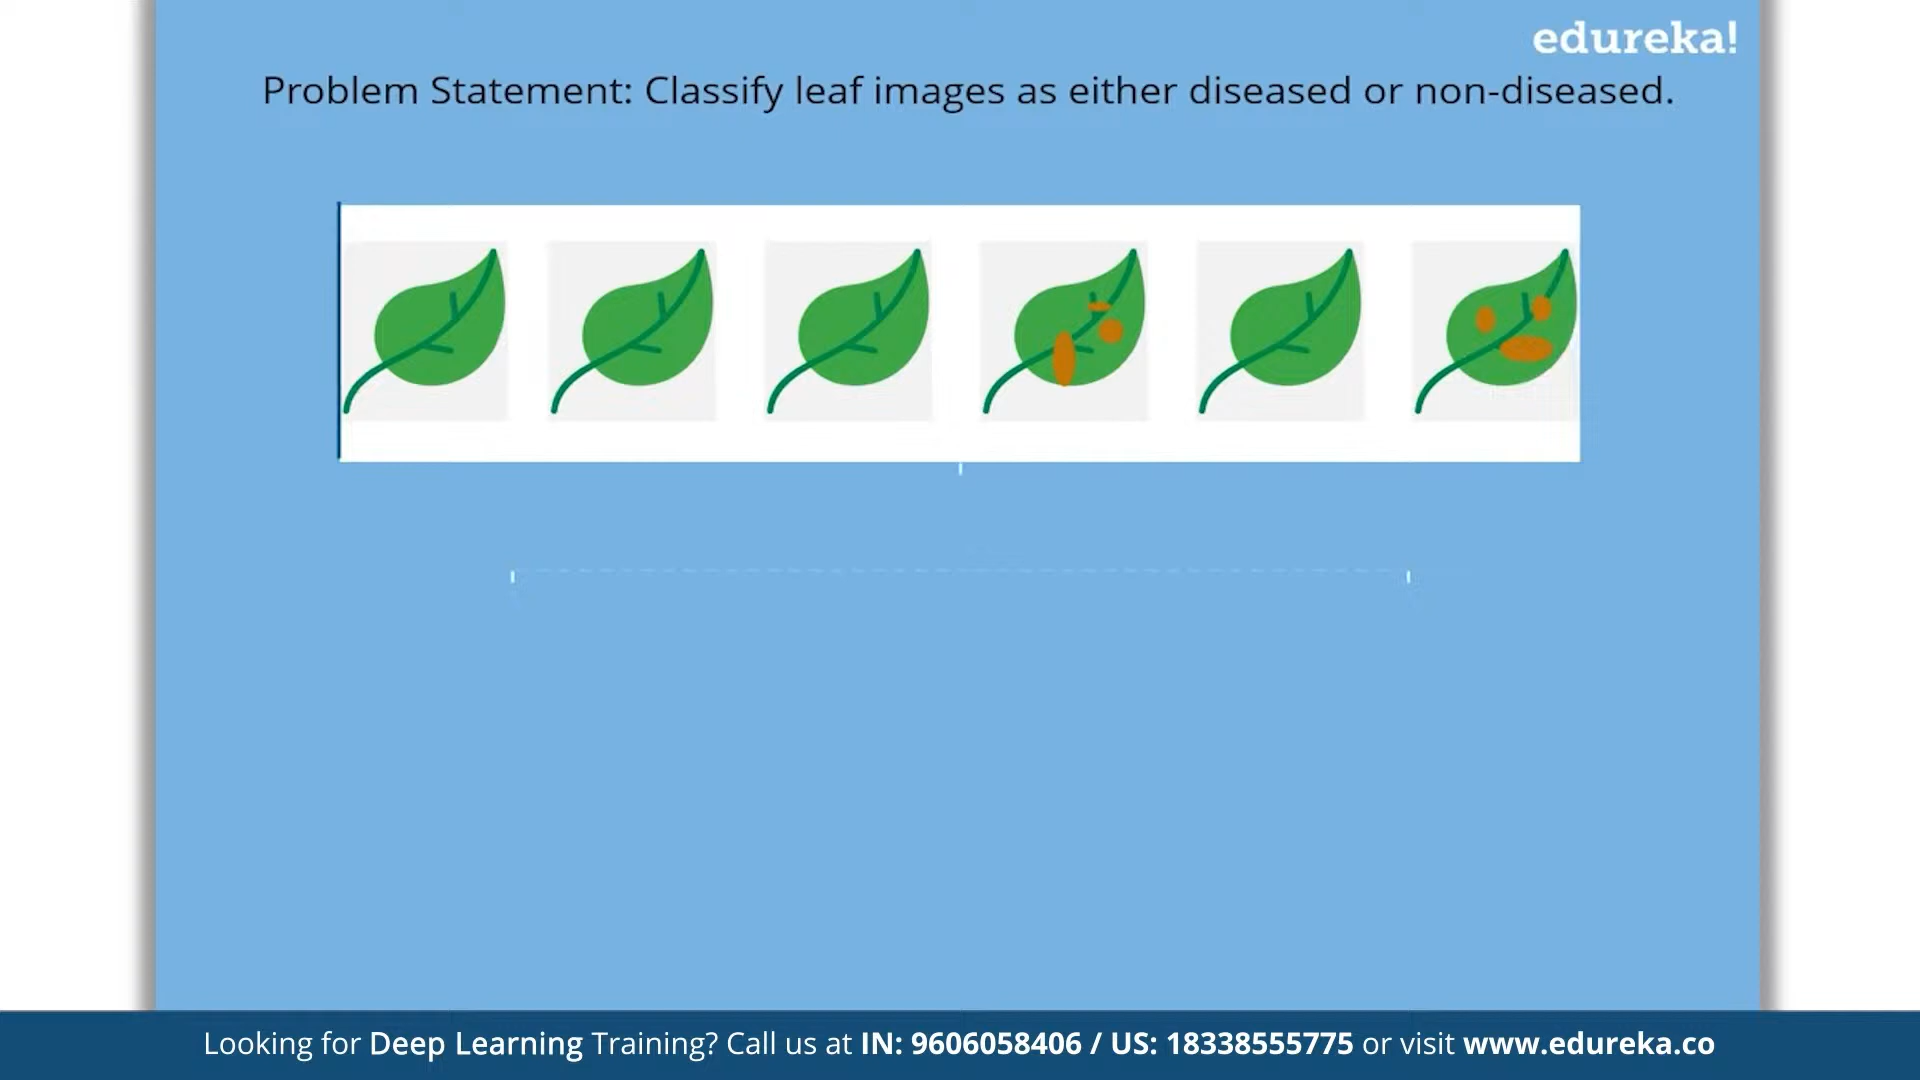 edureka!
Problem Statement: Classify leaf images as either diseased or non-diseased.
Looking for Deep Learning Training? Call us at IN: 9606058406 / US: 18338555775 or visit www.edureka.co